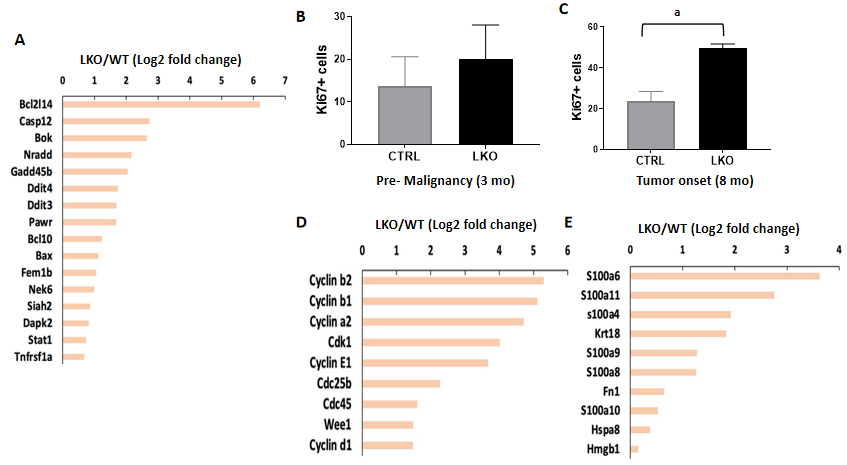 A
LKO/WT (Log2 fold change)
0 1 2 3 4 5 6 7
Bcl2l14
Casp12
Bok
Nradd
Gadd45b
Ddit4
Ddit3
Pawr
Bcl10
Bax
Fem1b
Nek6
Siah2
Dapk2
Stat1
Tnfrsf1a
B
Ki67+ cells
30
20
10
0
CTRL LKO
Pre- Malignancy (3 mo)
C
a
Ki67+ cells
60
40
20
0
CTRL LKO
Tumor onset (8 mo)
D
LKO/WT (Log2 fold change)
0 1 2 3 4 5 6
Cyclin b2
Cyclin b1
Cyclin a2
Cdk1
Cyclin E1
Cdc25b
Cdc45
Wee1
Cyclin d1
E
LKO/WT (Log2 fold change)
0 1 2 3 4
S100a6
S100a11
s100a4
Krt18
S100a9
S100a8
Fn1
S100a10
Hspa8
Hmgb1